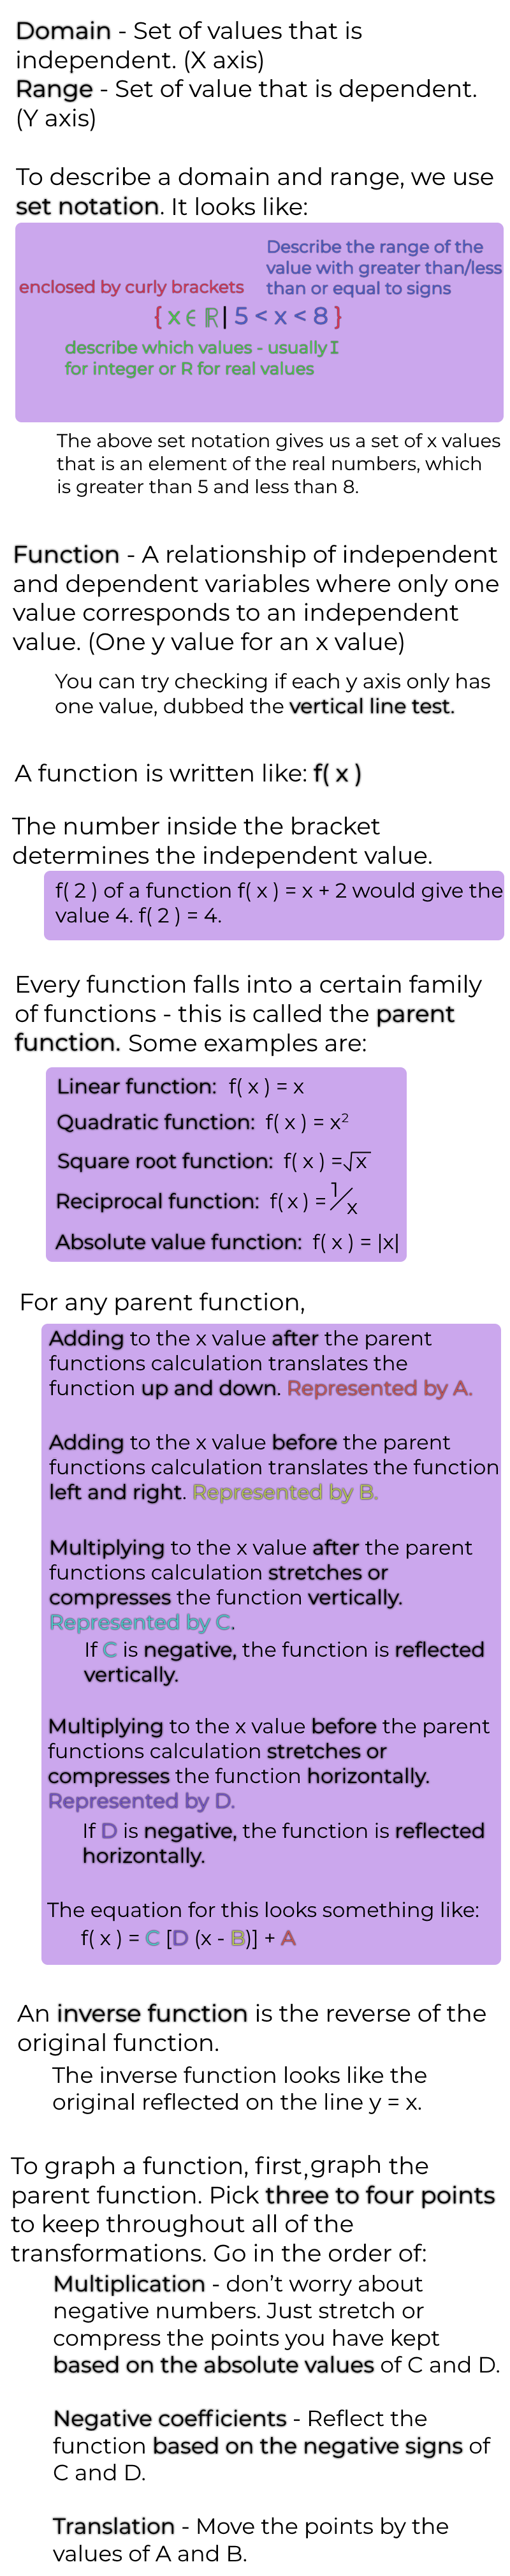 Domain - Set of values that is
independent. (X axis)
Range - Set of value that is dependent.
(Y axis)
To describe a domain and range, we use
set notation. It looks like:
Describe the range of the
value with greater than/less
than or equal to signs
enclosed by curly brackets
{ x ∈ ℝ | 5 < x < 8 }
describe which values - usually I
for integer or R for real values
The above set notation gives us a set of x values
that is an element of the real numbers, which
is greater than 5 and less than 8.
Function - A relationship of independent
and dependent variables where only one
value corresponds to an independent
value. (One y value for an x value)
You can try checking if each y axis only has
one value, dubbed the vertical line test.
A function is written like: f( x )
The number inside the bracket
determines the independent value.
f( 2 ) of a function f( x ) = x + 2 would give the
value 4. f( 2 ) = 4.
Every function falls into a certain family
of functions - this is called the parent
function. Some examples are:
Linear function: f( x ) = x
Quadratic function: f( x ) = x²
Square root function: f( x ) =√x
Reciprocal function: f( x ) = 1/x
Absolute value function: f( x ) = |x|
For any parent function,
Adding to the x value after the parent
functions calculation translates the
function up and down. Represented by A.
Adding to the x value before the parent
functions calculation translates the function
left and right. Represented by B.
Multiplying to the x value after the parent
functions calculation stretches or
compresses the function vertically.
Represented by C.
If C is negative, the function is reflected
vertically.
Multiplying to the x value before the parent
functions calculation stretches or
compresses the function horizontally.
Represented by D.
If D is negative, the function is reflected
horizontally.
The equation for this looks something like:
f( x ) = C [D (x - B)] + A
An inverse function is the reverse of the
original function.
The inverse function looks like the
original reflected on the line y = x.
To graph a function, first, graph the
parent function. Pick three to four points
to keep throughout all of the
transformations. Go in the order of:
Multiplication - don't worry about
negative numbers. Just stretch or
compress the points you have kept
based on the absolute values of C and D.
Negative coefficients - Reflect the
function based on the negative signs of
C and D.
Translation - Move the points by the
values of A and B.